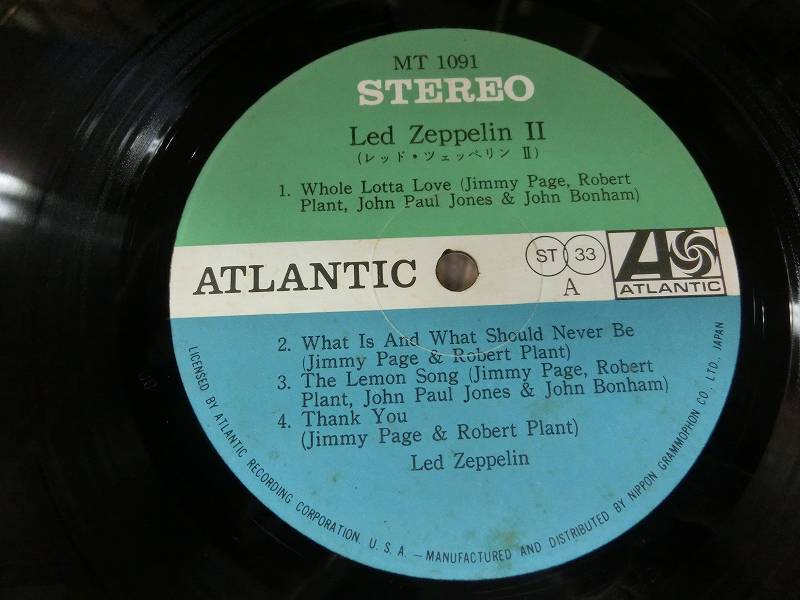 MT 1091
STEREO
Led Zeppelin II
(レッド・ツェッペリン II)
1. Whole Lotta Love (Jimmy Page, Robert
Plant, John Paul Jones & John Bonham)
ATLANTIC
ST 33
A
ATLANTIC
2. What Is And What Should Never Be
(Jimmy Page & Robert Plant)
3. The Lemon Song (Jimmy Page, Robert
Plant, John Paul Jones & John Bonham)
4. Thank You
(Jimmy Page & Robert Plant)
Led Zeppelin
LICENSED BY ATLANTIC RECORDING CORPORATION, U. S. A. — MANUFACTURED AND DISTRIBUTED BY NIPPON GRAMMOPHON CO., LTD., JAPAN